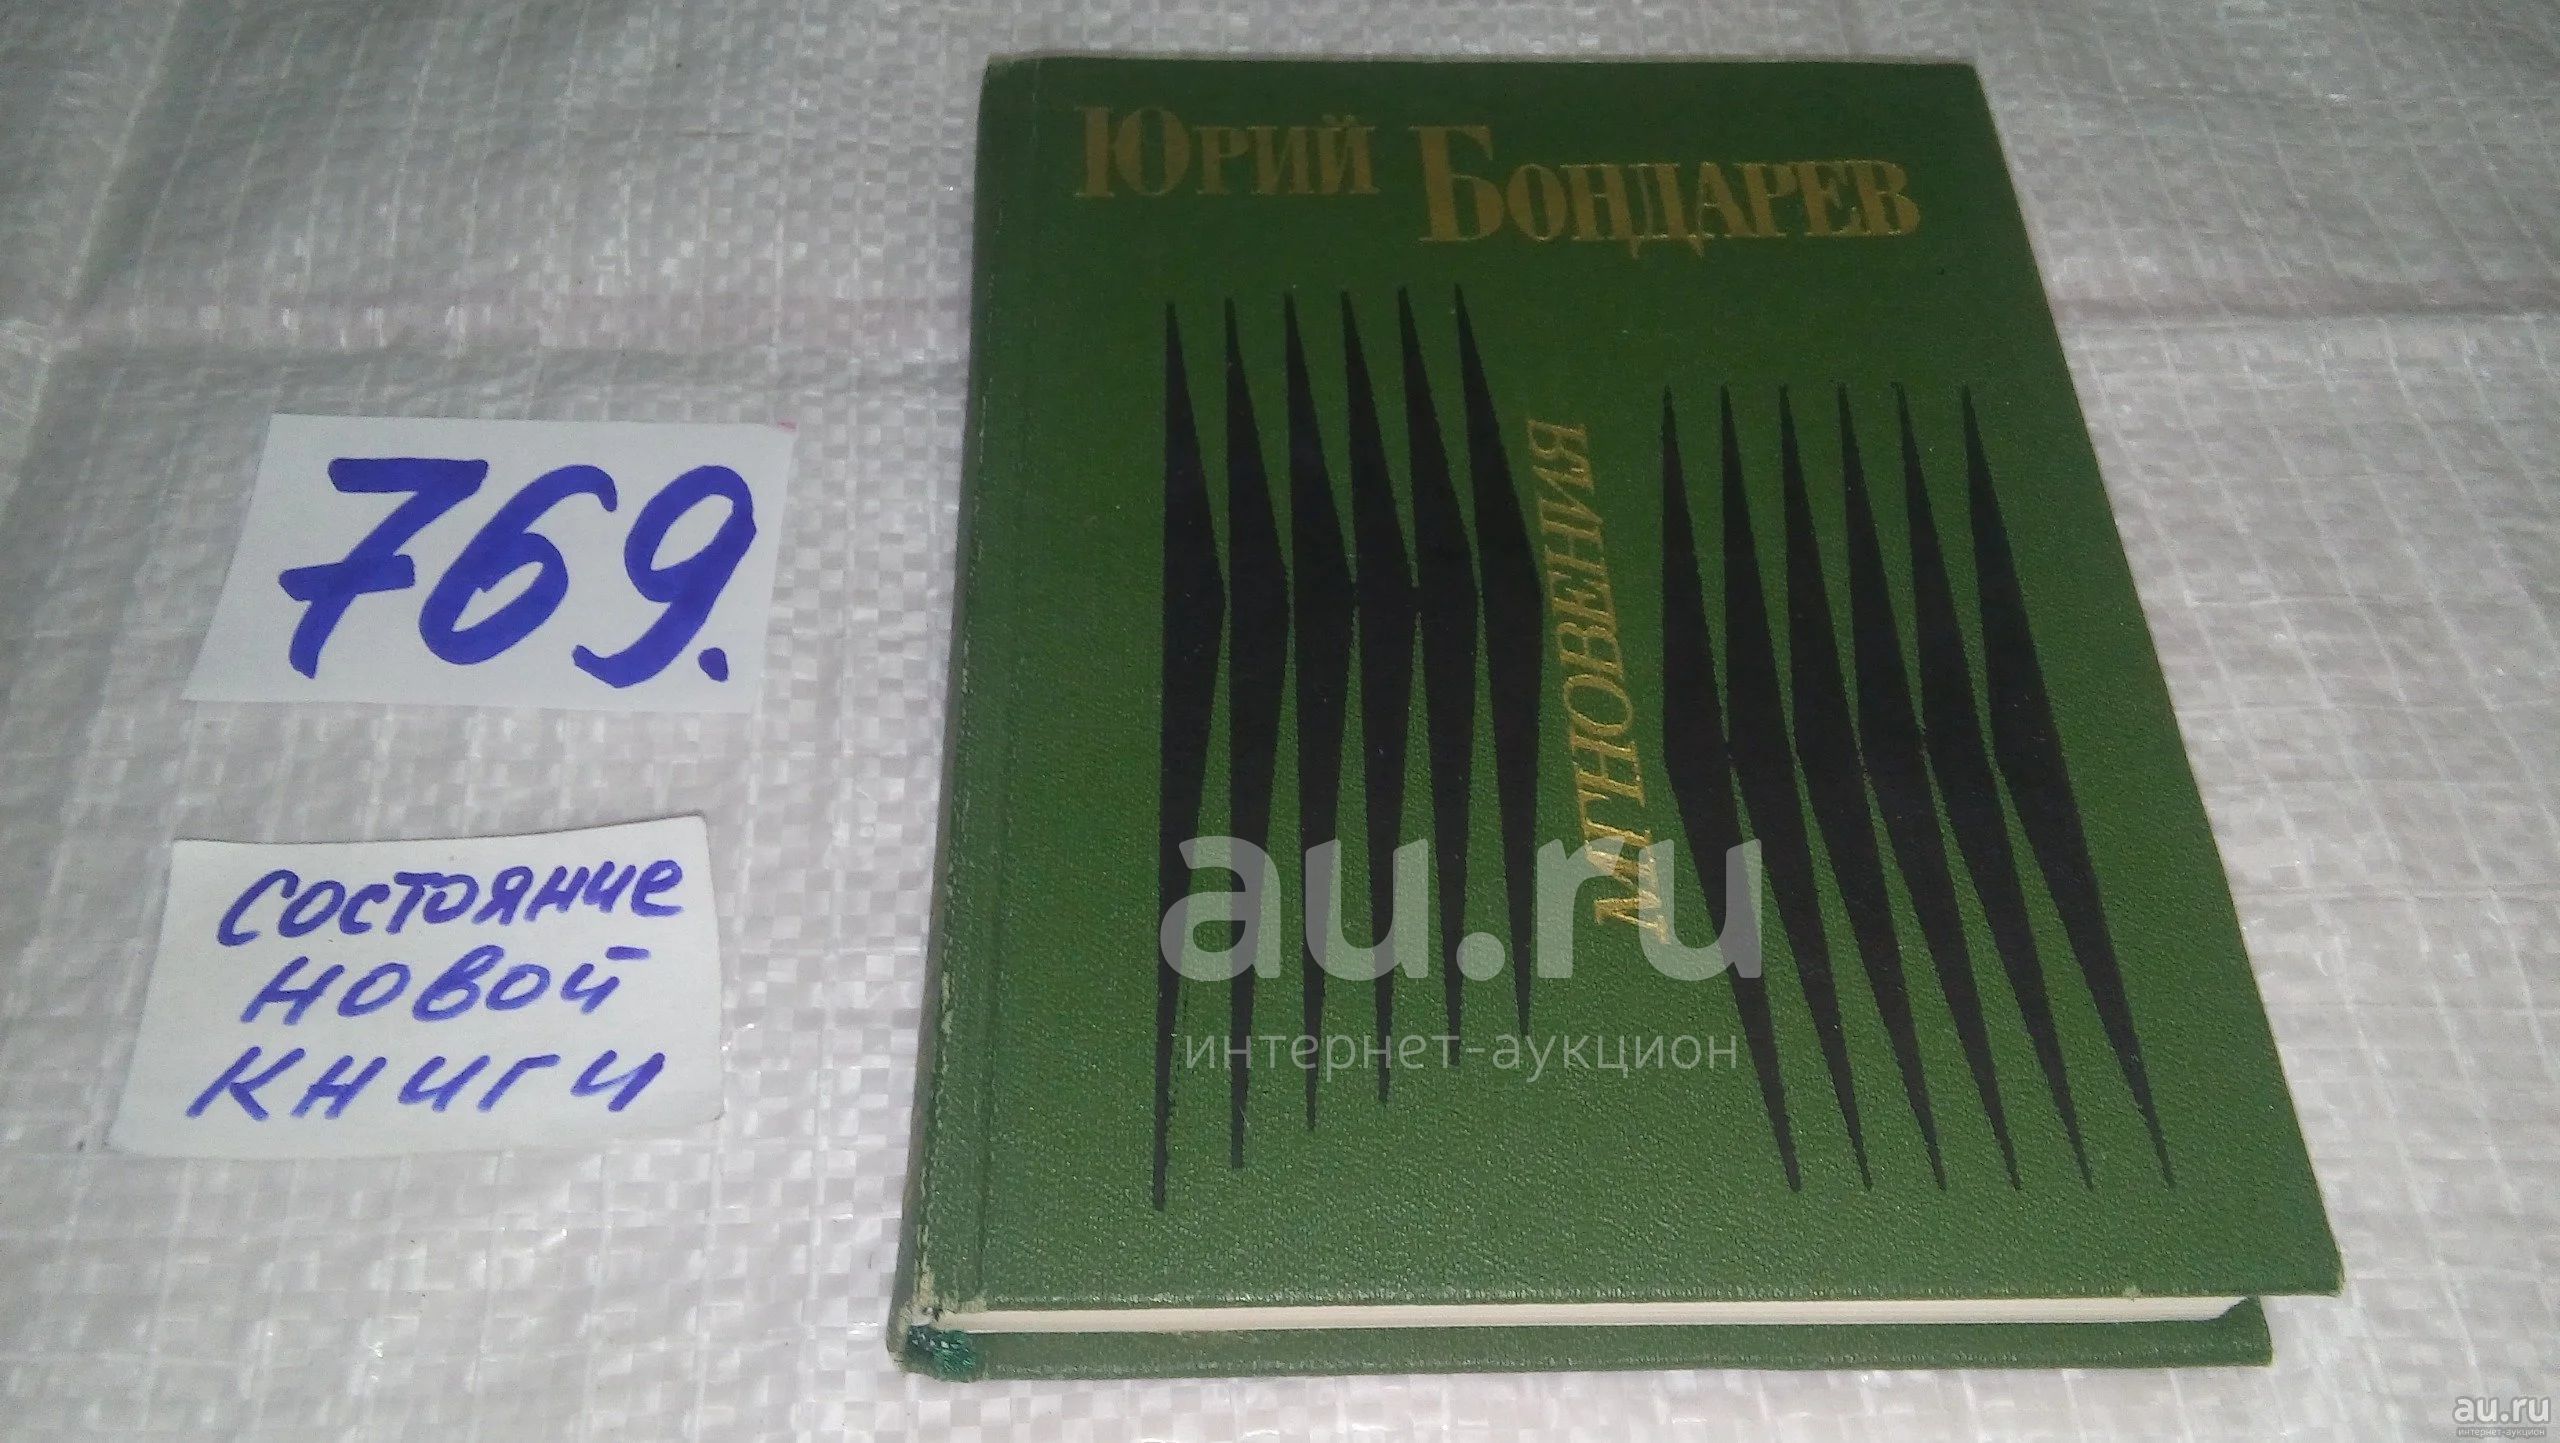 Юрий Бондарев
мгновения
769.
состояние
новой
книги
au.ru
интернет-аукцион
au.ru
интернет-аукцион